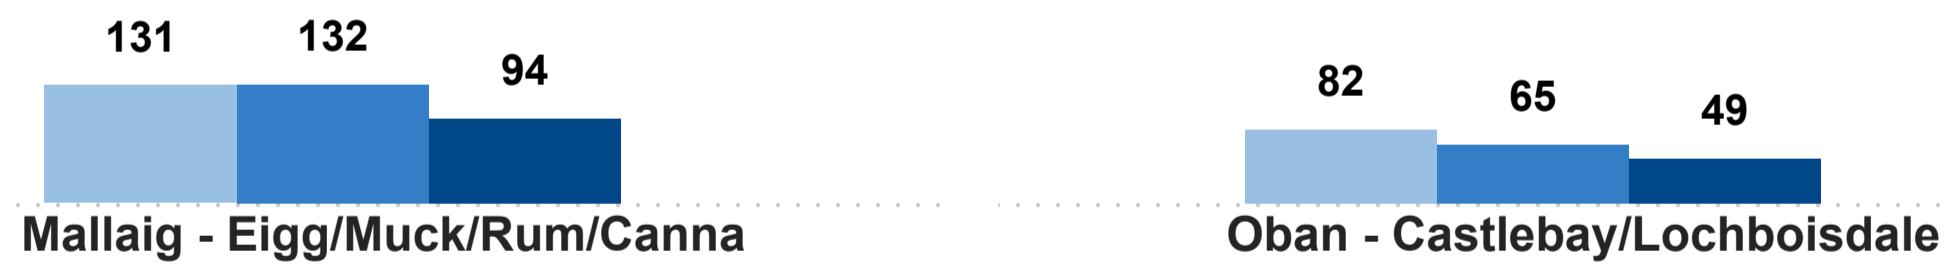 131 132 94
Mallaig - Eigg/Muck/Rum/Canna
82 65 49
Oban - Castlebay/Lochboisdale